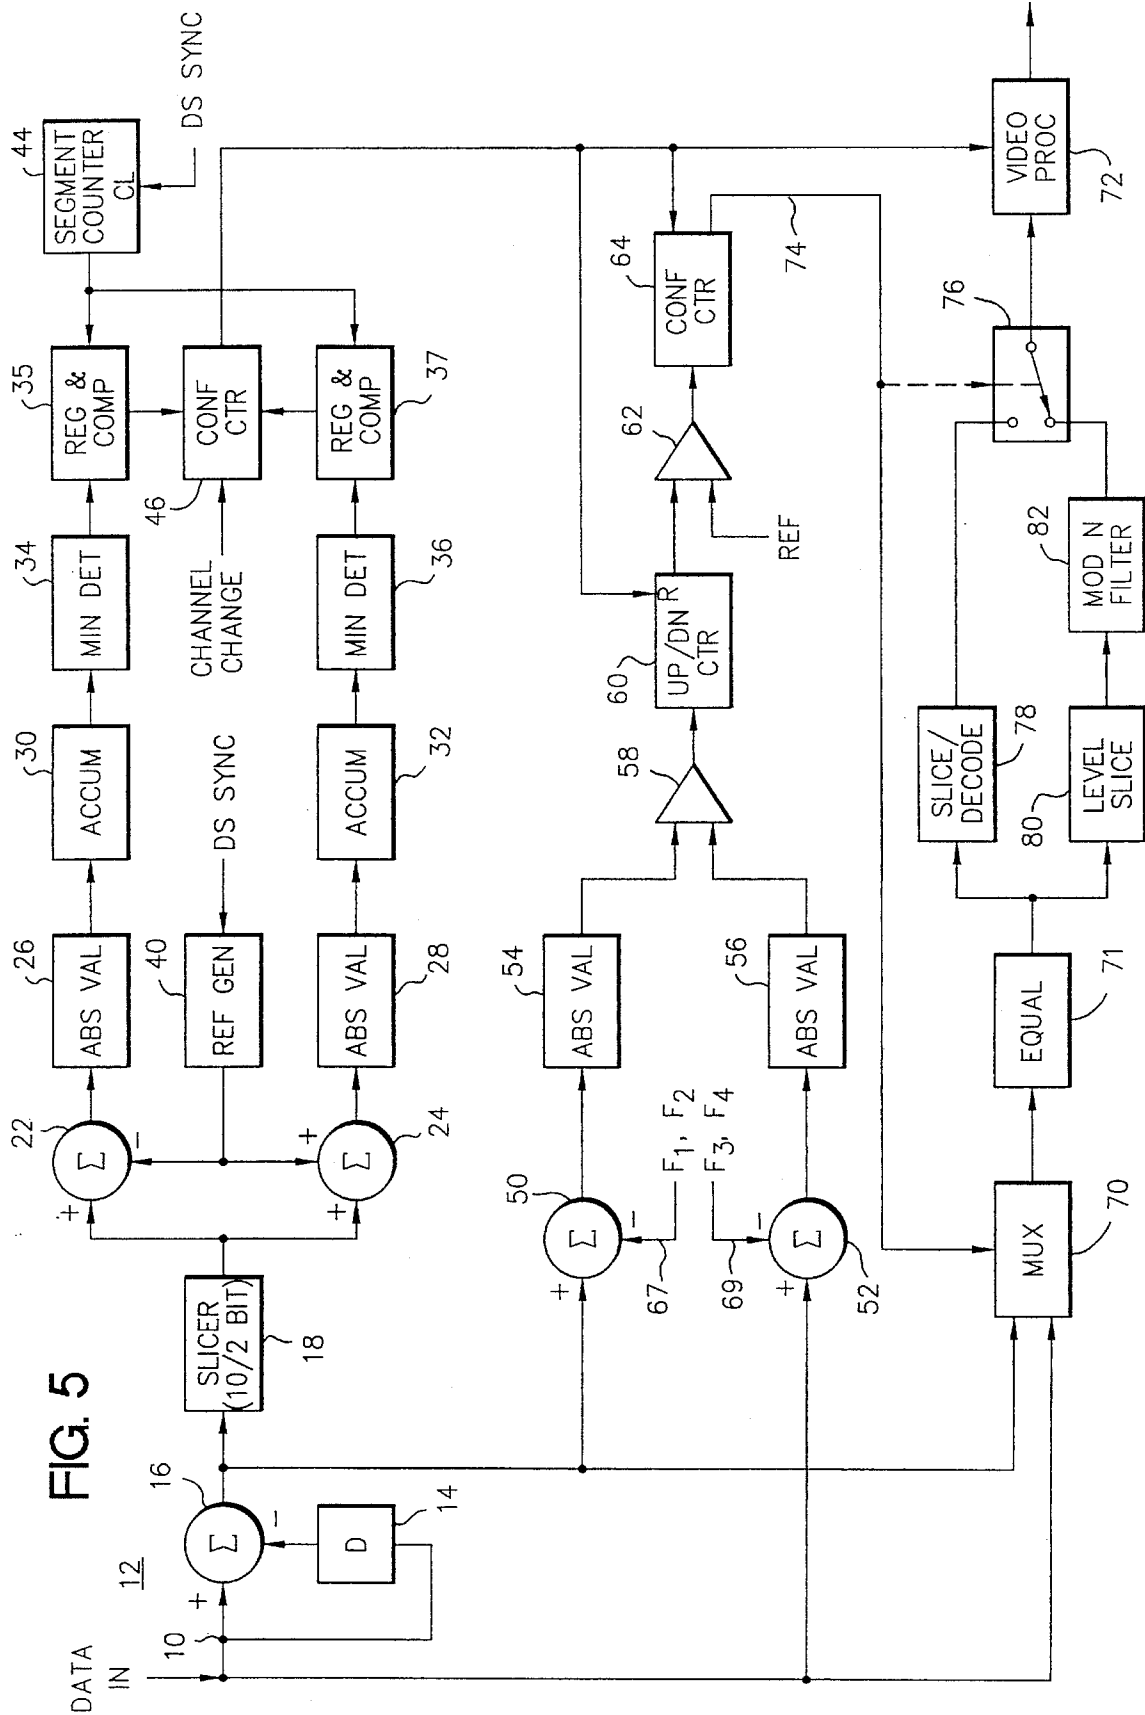 FIG. 5
DATA
IN
10
12
+
Σ
−
16
D
14
SLICER
(10/2 BIT)
18
+
Σ
−
22
ABS VAL
26
ACCUM
30
MIN DET
34
REG &
COMP
35
SEGMENT
COUNTER
CL
44
DS SYNC
REF GEN
40
DS SYNC
CHANNEL
CHANGE
CONF
CTR
46
+
+
Σ
24
ABS VAL
28
ACCUM
32
MIN DET
36
REG &
COMP
37
+
Σ
−
50
67
F1, F2
ABS VAL
54
69
F3, F4
+
Σ
−
52
ABS VAL
56
58
UP/DN
CTR
R
60
62
REF
CONF
CTR
64
74
MUX
70
EQUAL
71
SLICE/
DECODE
78
LEVEL
SLICE
80
MOD N
FILTER
82
76
VIDEO
PROC
72